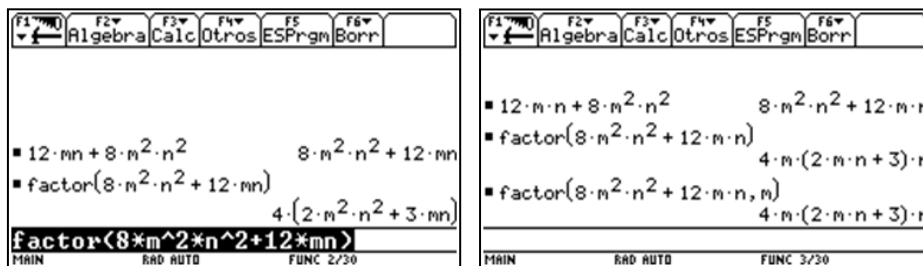 F1 F2 F3 F4 F5 F6
Algebra Calc Otros ESPrgm Borr
▪ 12·mn + 8·m² ·n² 8·m² ·n² + 12·mn
▪ factor(8·m² ·n² + 12·mn)
4·(2·m² ·n² + 3·mn)
factor(8*m^2*n^2+12*mn)
MAIN RAD AUTO FUNC 2/30
F1 F2 F3 F4 F5 F6
Algebra Calc Otros ESPrgm Borr
▪ 12·m·n + 8·m² ·n² 8·m² ·n² + 12·m·n
▪ factor(8·m² ·n² + 12·m·n)
4·m·(2·m·n + 3)·n
▪ factor(8·m² ·n² + 12·m·n, m)
4·m·(2·m·n + 3)·n
MAIN RAD AUTO FUNC 3/30